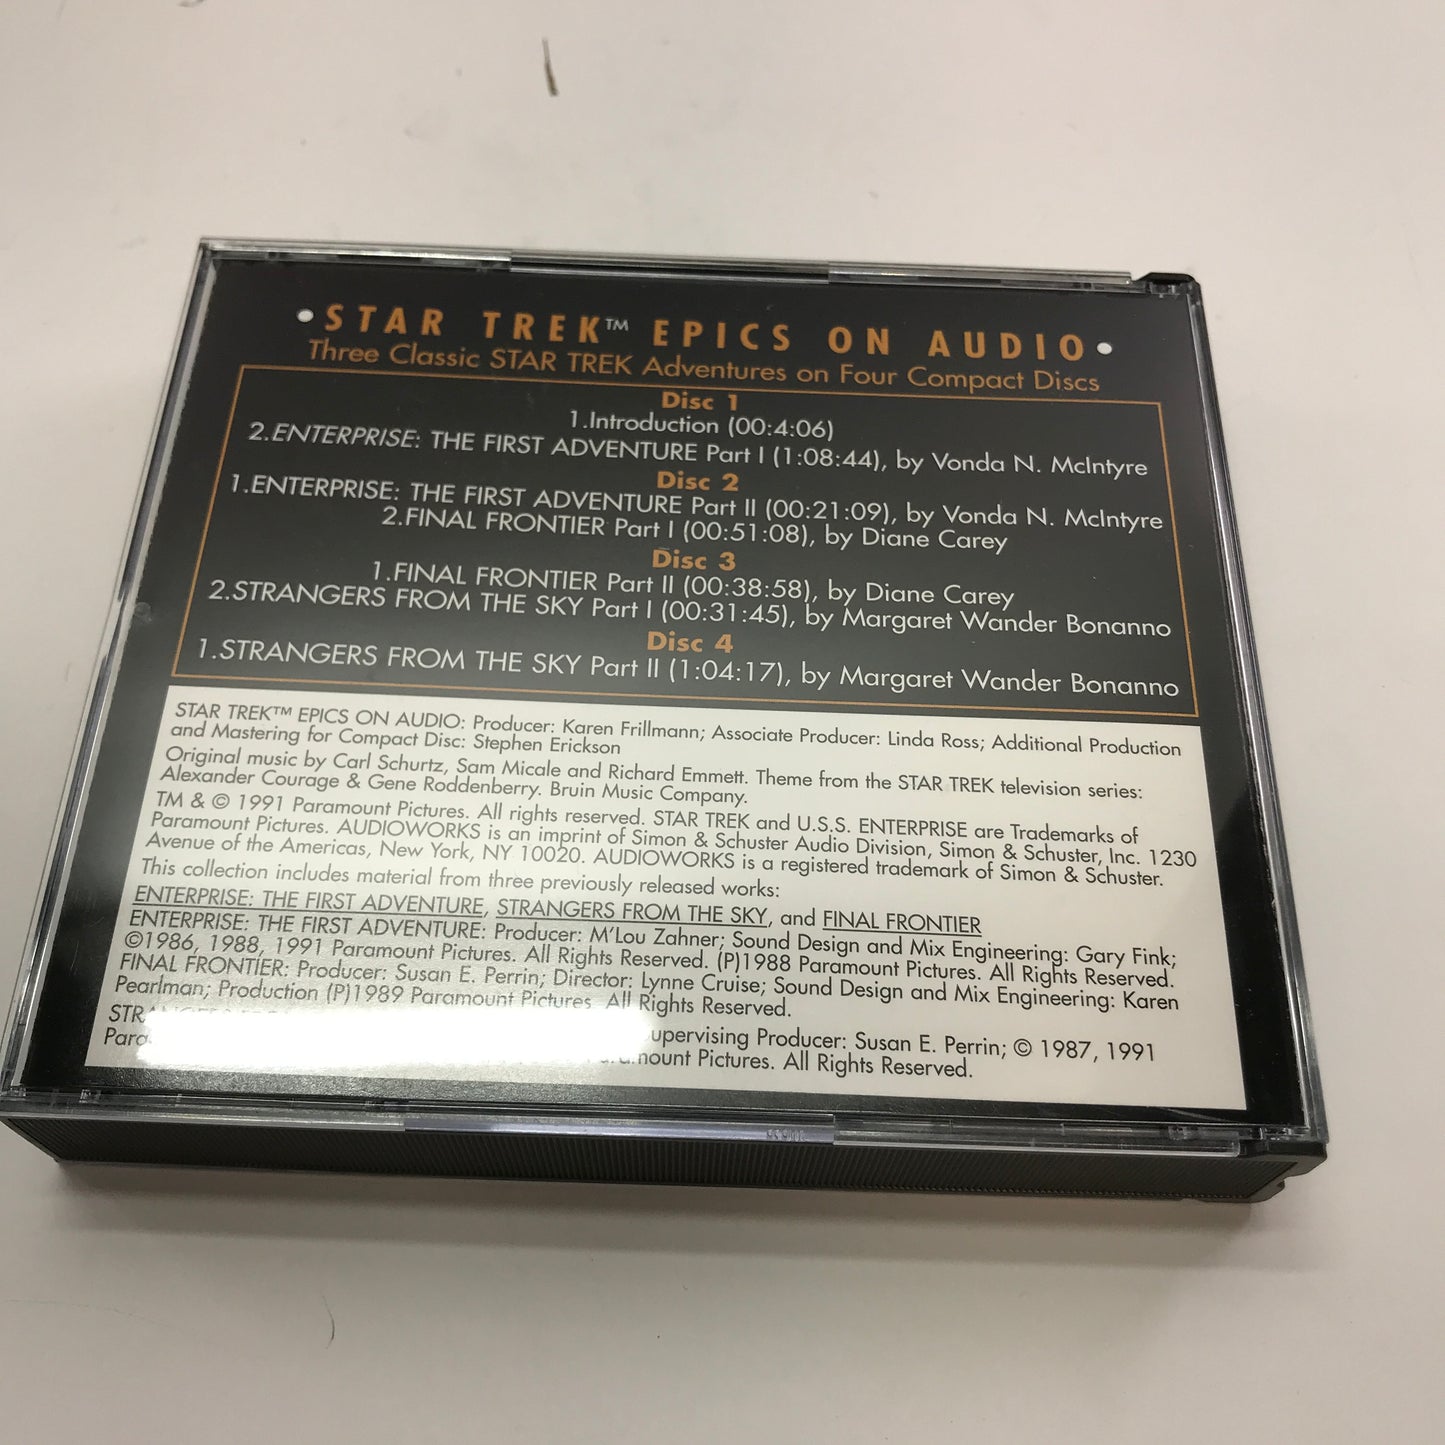 •STAR TREK™ EPICS ON AUDIO•
Three Classic STAR TREK Adventures on Four Compact Discs
Disc 1
1.Introduction (00:4:06)
2.ENTERPRISE: THE FIRST ADVENTURE Part I (1:08:44), by Vonda N. McIntyre
Disc 2
1.ENTERPRISE: THE FIRST ADVENTURE Part II (00:21:09), by Vonda N. McIntyre
2.FINAL FRONTIER Part I (00:51:08), by Diane Carey
Disc 3
1.FINAL FRONTIER Part II (00:38:58), by Diane Carey
2.STRANGERS FROM THE SKY Part I (00:31:45), by Margaret Wander Bonanno
Disc 4
1.STRANGERS FROM THE SKY Part II (1:04:17), by Margaret Wander Bonanno
STAR TREK™ EPICS ON AUDIO: Producer: Karen Frillmann; Associate Producer: Linda Ross; Additional Production
and Mastering for Compact Disc: Stephen Erickson
Original music by Carl Schurtz, Sam Micale and Richard Emmett. Theme from the STAR TREK television series:
Alexander Courage & Gene Roddenberry. Bruin Music Company.
TM & © 1991 Paramount Pictures. All rights reserved. STAR TREK and U.S.S. ENTERPRISE are Trademarks of
Paramount Pictures. AUDIOWORKS is an imprint of Simon & Schuster Audio Division, Simon & Schuster, Inc. 1230
Avenue of the Americas, New York, NY 10020. AUDIOWORKS is a registered trademark of Simon & Schuster.
This collection includes material from three previously released works:
ENTERPRISE: THE FIRST ADVENTURE, STRANGERS FROM THE SKY, and FINAL FRONTIER
ENTERPRISE: THE FIRST ADVENTURE: Producer: M'Lou Zahner; Sound Design and Mix Engineering: Gary Fink;
©1986, 1988, 1991 Paramount Pictures. All Rights Reserved. (P)1988 Paramount Pictures. All Rights Reserved.
FINAL FRONTIER: Producer: Susan E. Perrin; Director: Lynne Cruise; Sound Design and Mix Engineering: Karen
Pearlman; Production (P)1989 Paramount Pictures. All Rights Reserved.
Producer: Susan E. Perrin; © 1987, 1991
Pictures. All Rights Reserved.